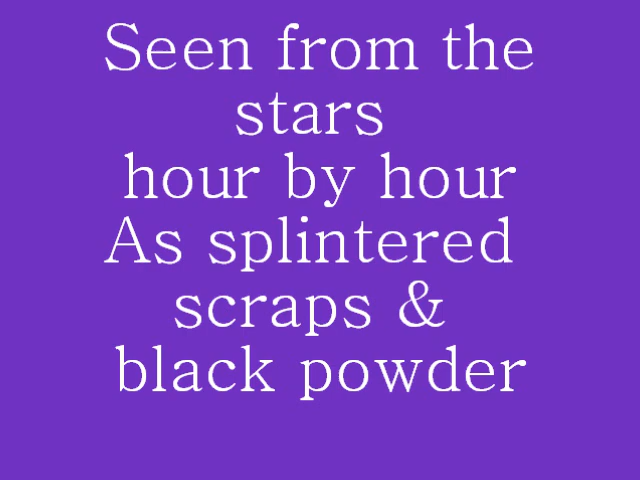 Seen from the
stars
hour by hour
As splintered
scraps &
black powder